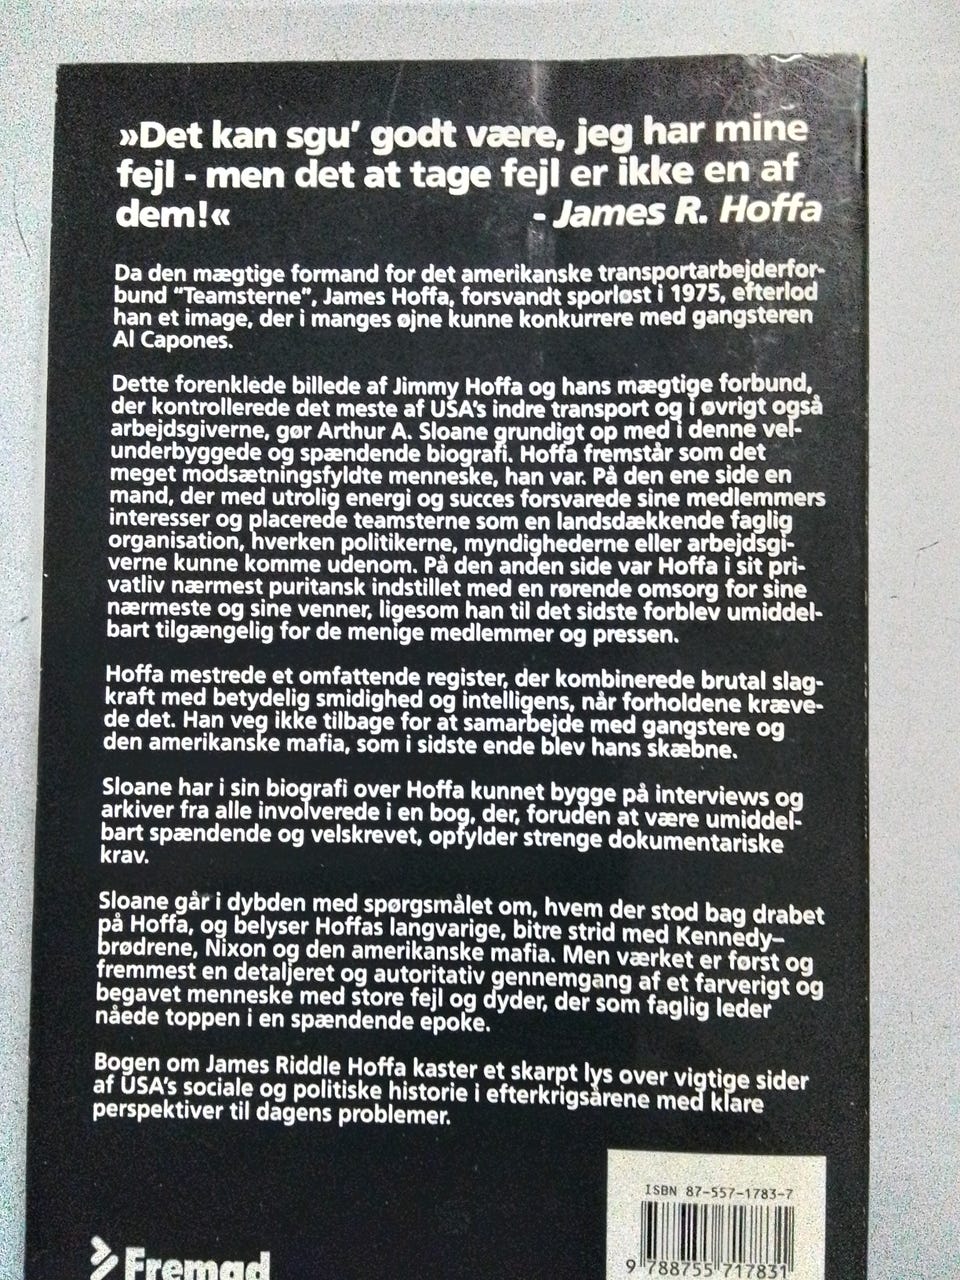 »Det kan sgu' godt være, jeg har mine
fejl - men det at tage fejl er ikke en af
dem!« - James R. Hoffa
Da den mægtige formand for det amerikanske transportarbejderfor-
bund "Teamsterne", James Hoffa, forsvandt sporløst i 1975, efterlod
han et image, der i manges øjne kunne konkurrere med gangsteren
Al Capones.
Dette forenklede billede af Jimmy Hoffa og hans mægtige forbund,
der kontrollerede det meste af USA's indre transport og i øvrigt også
arbejdsgiverne, gør Arthur A. Sloane grundigt op med i denne vel-
underbyggede og spændende biografi. Hoffa fremstår som det
meget modsætningsfyldte menneske, han var. På den ene side en
mand, der med utrolig energi og succes forsvarede sine medlemmers
interesser og placerede teamsterne som en landsdækkende faglig
organisation, hverken politikerne, myndighederne eller arbejdsgi-
verne kunne komme udenom. På den anden side var Hoffa i sit pri-
vatliv nærmest puritansk indstillet med en rørende omsorg for sine
nærmeste og sine venner, ligesom han til det sidste forblev umiddel-
bart tilgængelig for de menige medlemmer og pressen.
Hoffa mestrede et omfattende register, der kombinerede brutal slag-
kraft med betydelig smidighed og intelligens, når forholdene kræve-
de det. Han veg ikke tilbage for at samarbejde med gangstere og
den amerikanske mafia, som i sidste ende blev hans skæbne.
Sloane har i sin biografi over Hoffa kunnet bygge på interviews og
arkiver fra alle involverede i en bog, der, foruden at være umiddel-
bart spændende og velskrevet, opfylder strenge dokumentariske
krav.
Sloane går i dybden med spørgsmålet om, hvem der stod bag drabet
på Hoffa, og belyser Hoffas langvarige, bitre strid med Kennedy–
brødrene, Nixon og den amerikanske mafia. Men værket er først og
fremmest en detaljeret og autoritativ gennemgang af et farverigt og
begavet menneske med store fejl og dyder, der som faglig leder
nåede toppen i en spændende epoke.
Bogen om James Riddle Hoffa kaster et skarpt lys over vigtige sider
af USA's sociale og politiske historie i efterkrigsårene med klare
perspektiver til dagens problemer.
ISBN 87-557-1783-7
9 788755 717831
Fremad